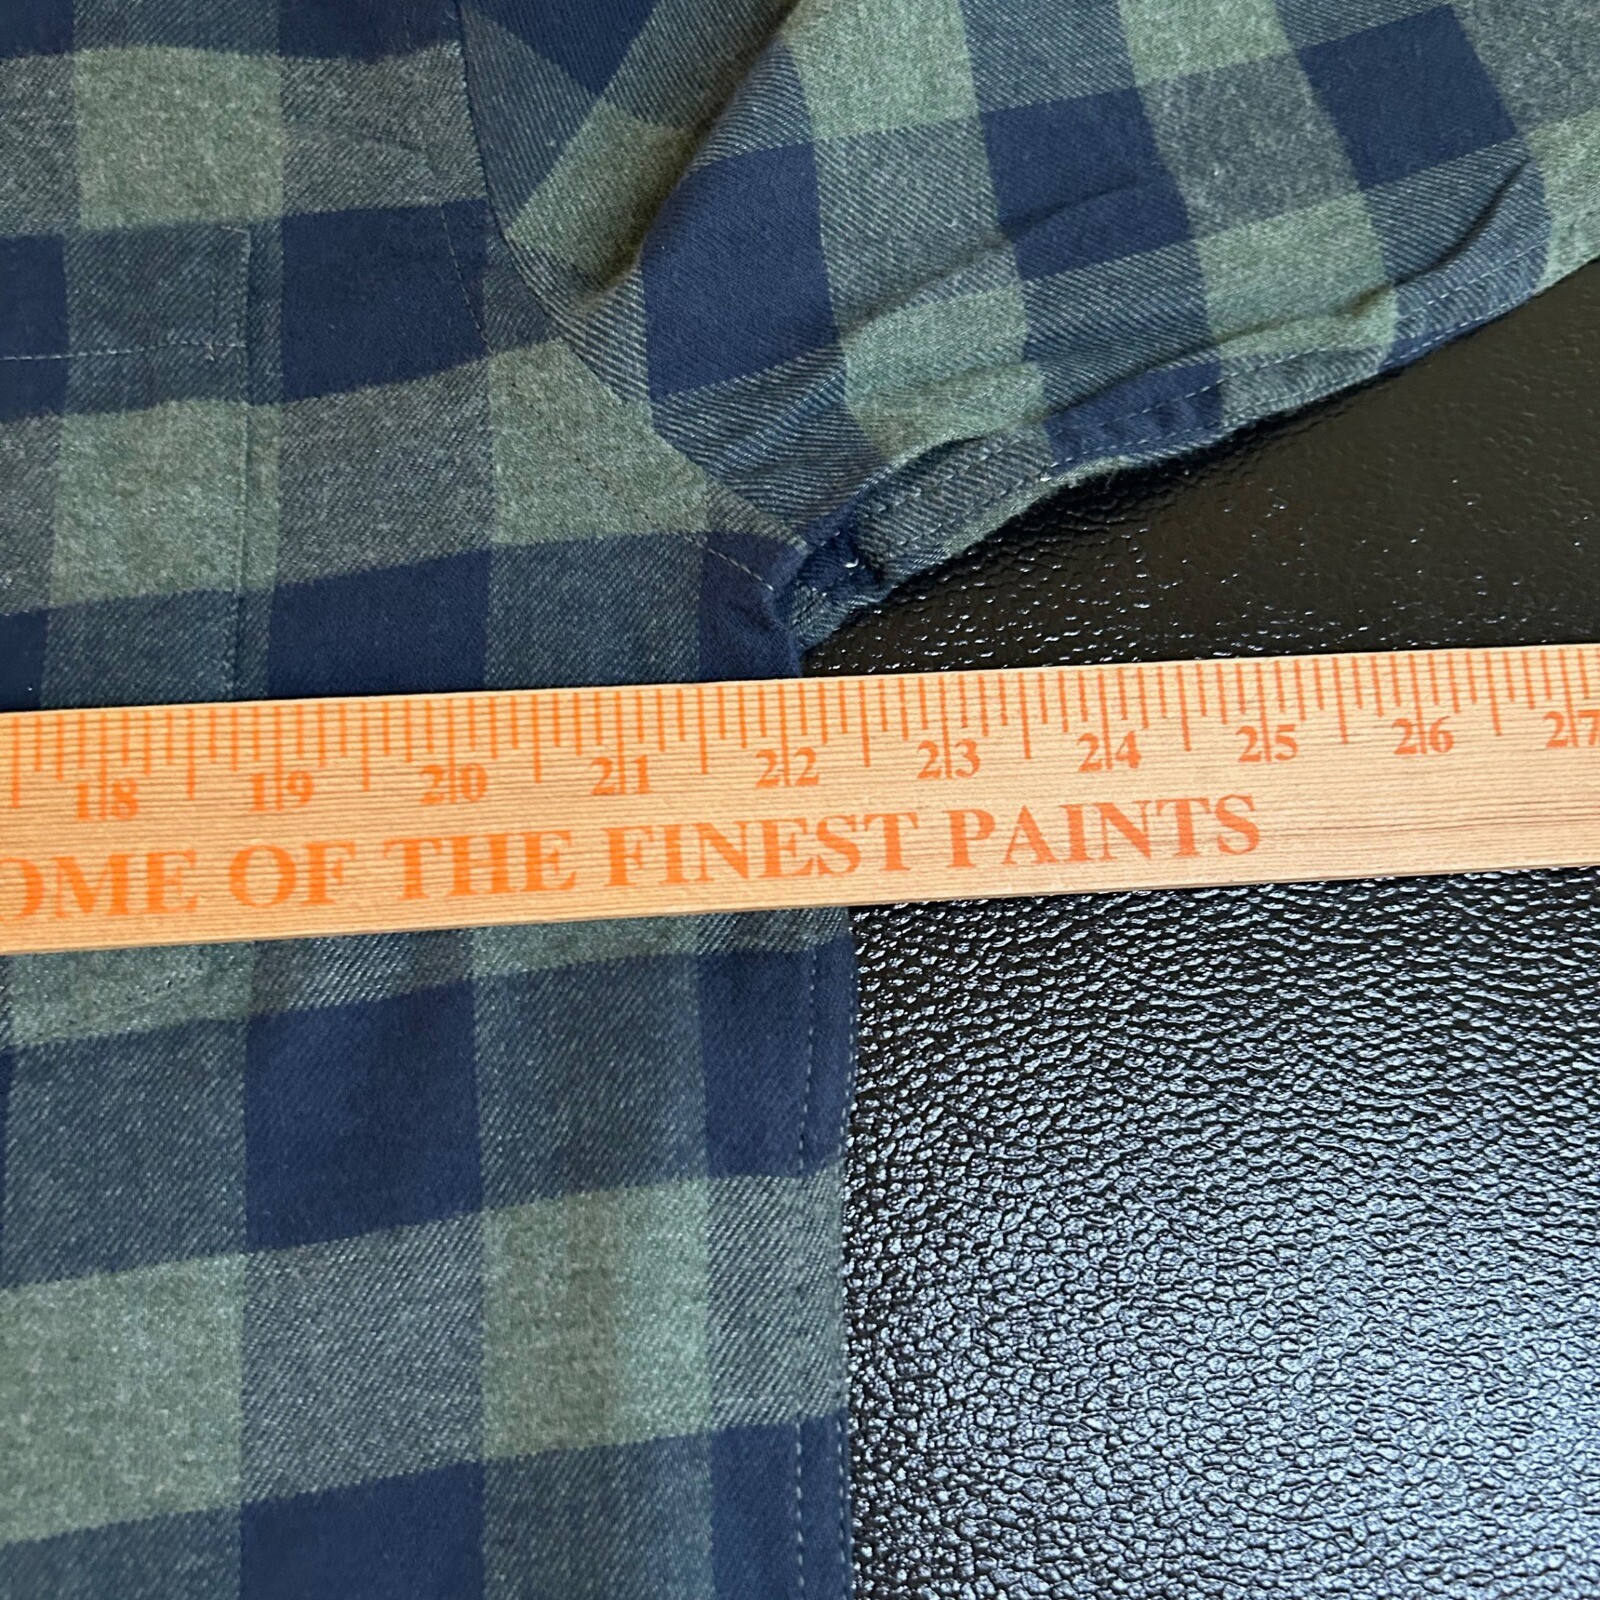 18 19 20 21 22 23 24 25 26 27
OME OF THE FINEST PAINTS